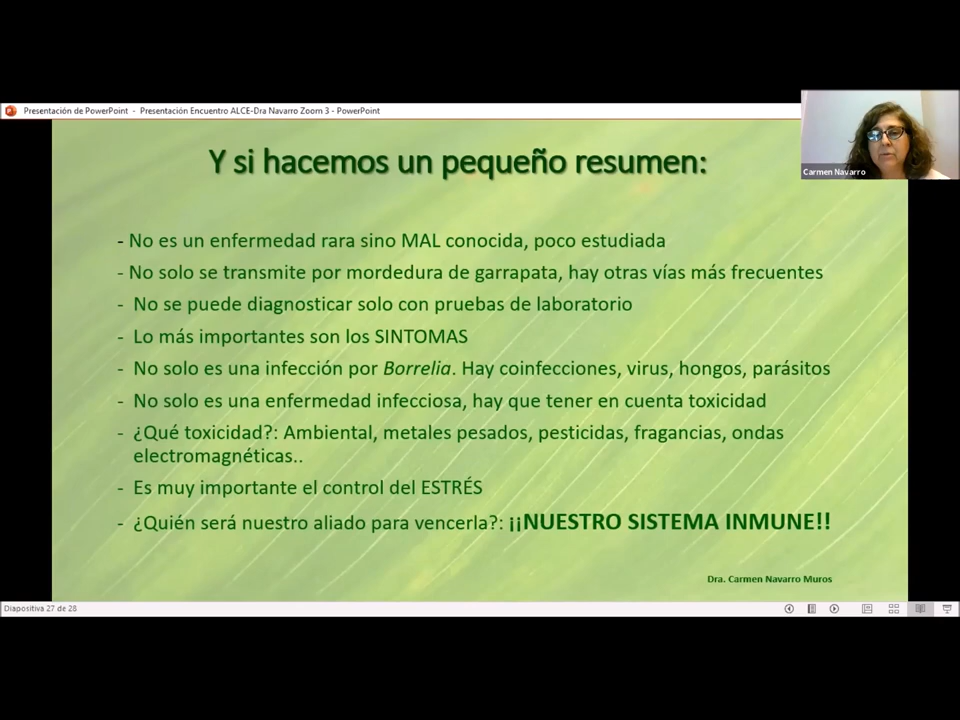 Presentación de PowerPoint - Presentación Encuentro ALCE-Dra Navarro Zoom 3 - PowerPoint
Carmen Navarro
Y si hacemos un pequeño resumen:
- No es un enfermedad rara sino MAL conocida, poco estudiada
- No solo se transmite por mordedura de garrapata, hay otras vías más frecuentes
- No se puede diagnosticar solo con pruebas de laboratorio
- Lo más importantes son los SINTOMAS
- No solo es una infección por Borrelia. Hay coinfecciones, virus, hongos, parásitos
- No solo es una enfermedad infecciosa, hay que tener en cuenta toxicidad
- ¿Qué toxicidad?: Ambiental, metales pesados, pesticidas, fragancias, ondas
electromagnéticas..
- Es muy importante el control del ESTRÉS
- ¿Quién será nuestro aliado para vencerla?: ¡¡NUESTRO SISTEMA INMUNE!!
Dra. Carmen Navarro Muros
Diapositiva 27 de 28